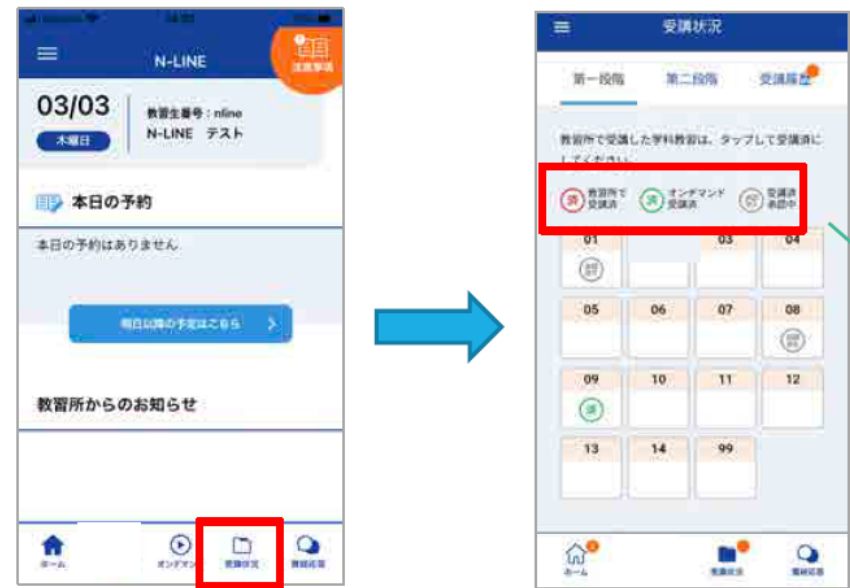 N-LINE
注意事項
03/03
木曜日
教習生番号：nline
N-LINE テスト
本日の予約
本日の予約はありません
明日以降の予定はこちら
教習所からのお知らせ
ホーム
オンデマンド
受講状況
質疑応答
受講状況
第一段階
第二段階
受講履歴
教習所で受講した学科教習は、タップして受講済に
してください。
済 教習所で
受講済
済 オンデマンド
受講済
受講済
承認中
01
03
04
05
06
07
08
09
10
11
12
済
13
14
99
ホーム
受講状況
質疑応答